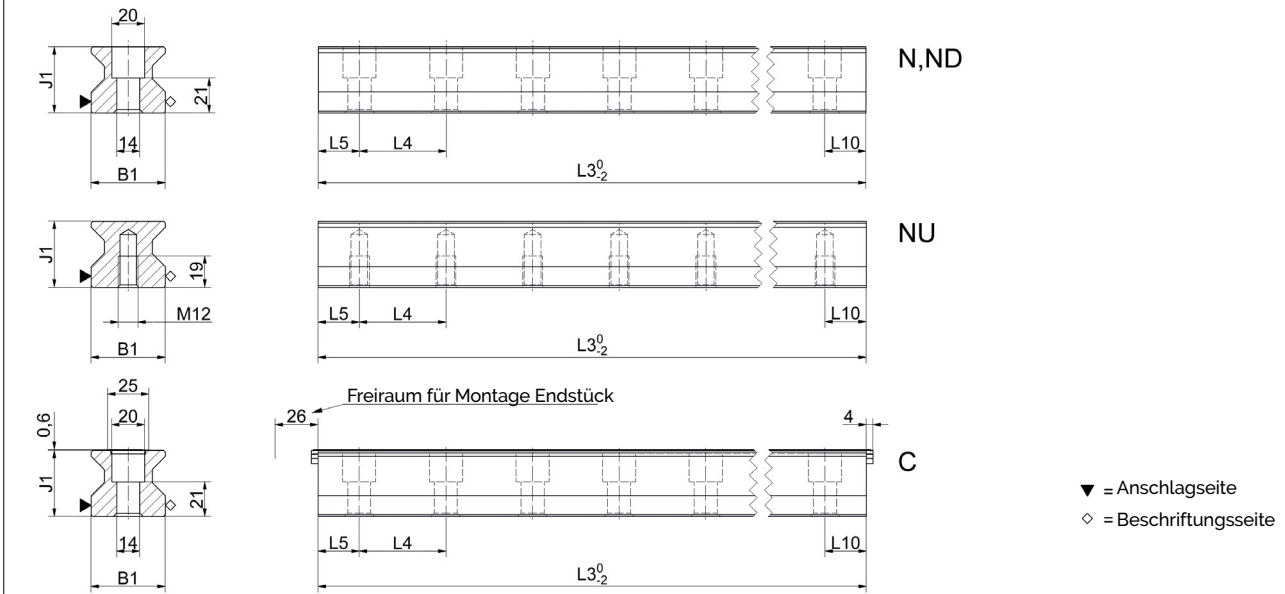 20
J1
21
14
B1
L5
L4
L10
L3 0 -2
N,ND
J1
19
M12
B1
L5
L4
L10
L3 0 -2
NU
25
20
0,6
J1
21
14
B1
Freiraum für Montage Endstück
26
4
L5
L4
L10
L3 0 -2
C
▼ = Anschlagseite
◇ = Beschriftungsseite